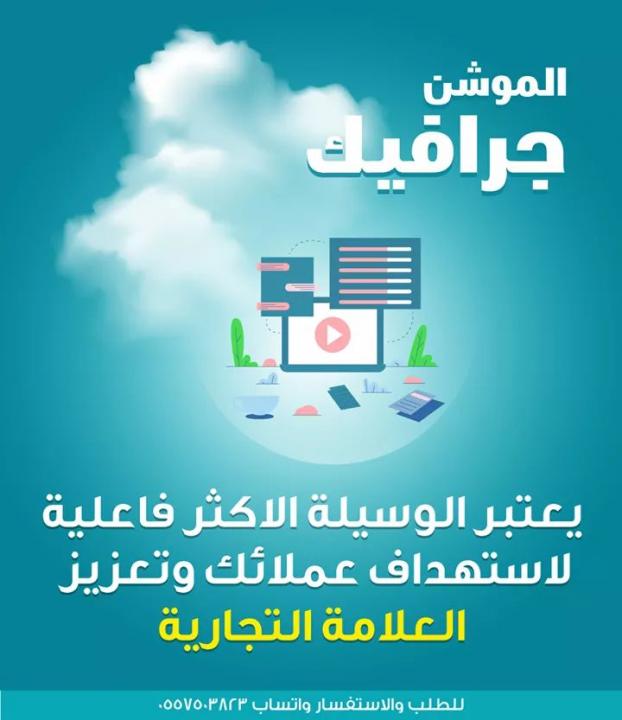 الموشن
جرافيك
يعتبر الوسيلة الاكثر فاعلية
لاستهداف عملائك وتعزيز
العلامة التجارية
للطلب والاستفسار واتساب ٠٥٥٧٥٠٣٨٢٣